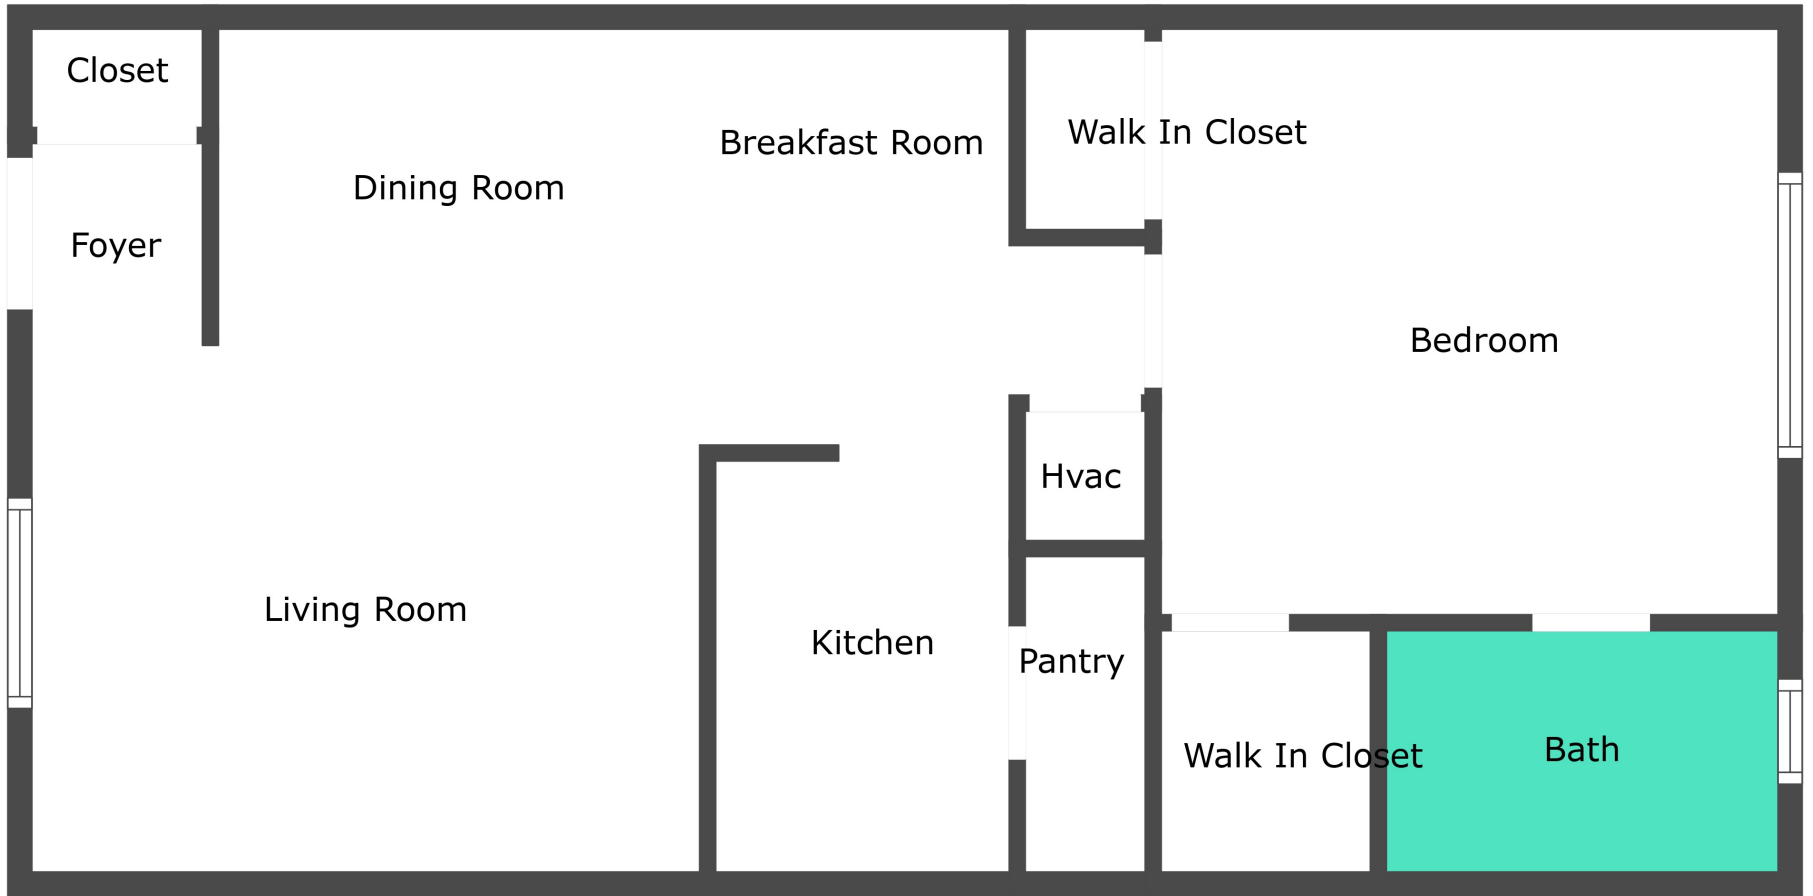 Closet
Breakfast Room
Walk In Closet
Dining Room
Foyer
Bedroom
Hvac
Living Room
Kitchen
Pantry
Walk In Closet
Bath